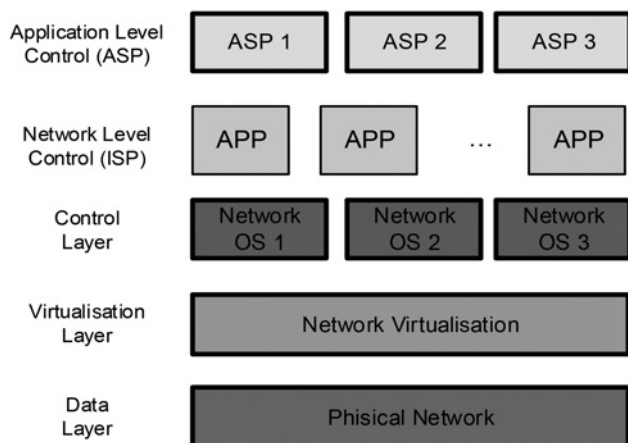 Application Level
Control (ASP)
ASP 1
ASP 2
ASP 3
Network Level
Control (ISP)
APP
APP
...
APP
Control
Layer
Network
OS 1
Network
OS 2
Network
OS 3
Virtualisation
Layer
Network Virtualisation
Data
Layer
Phisical Network